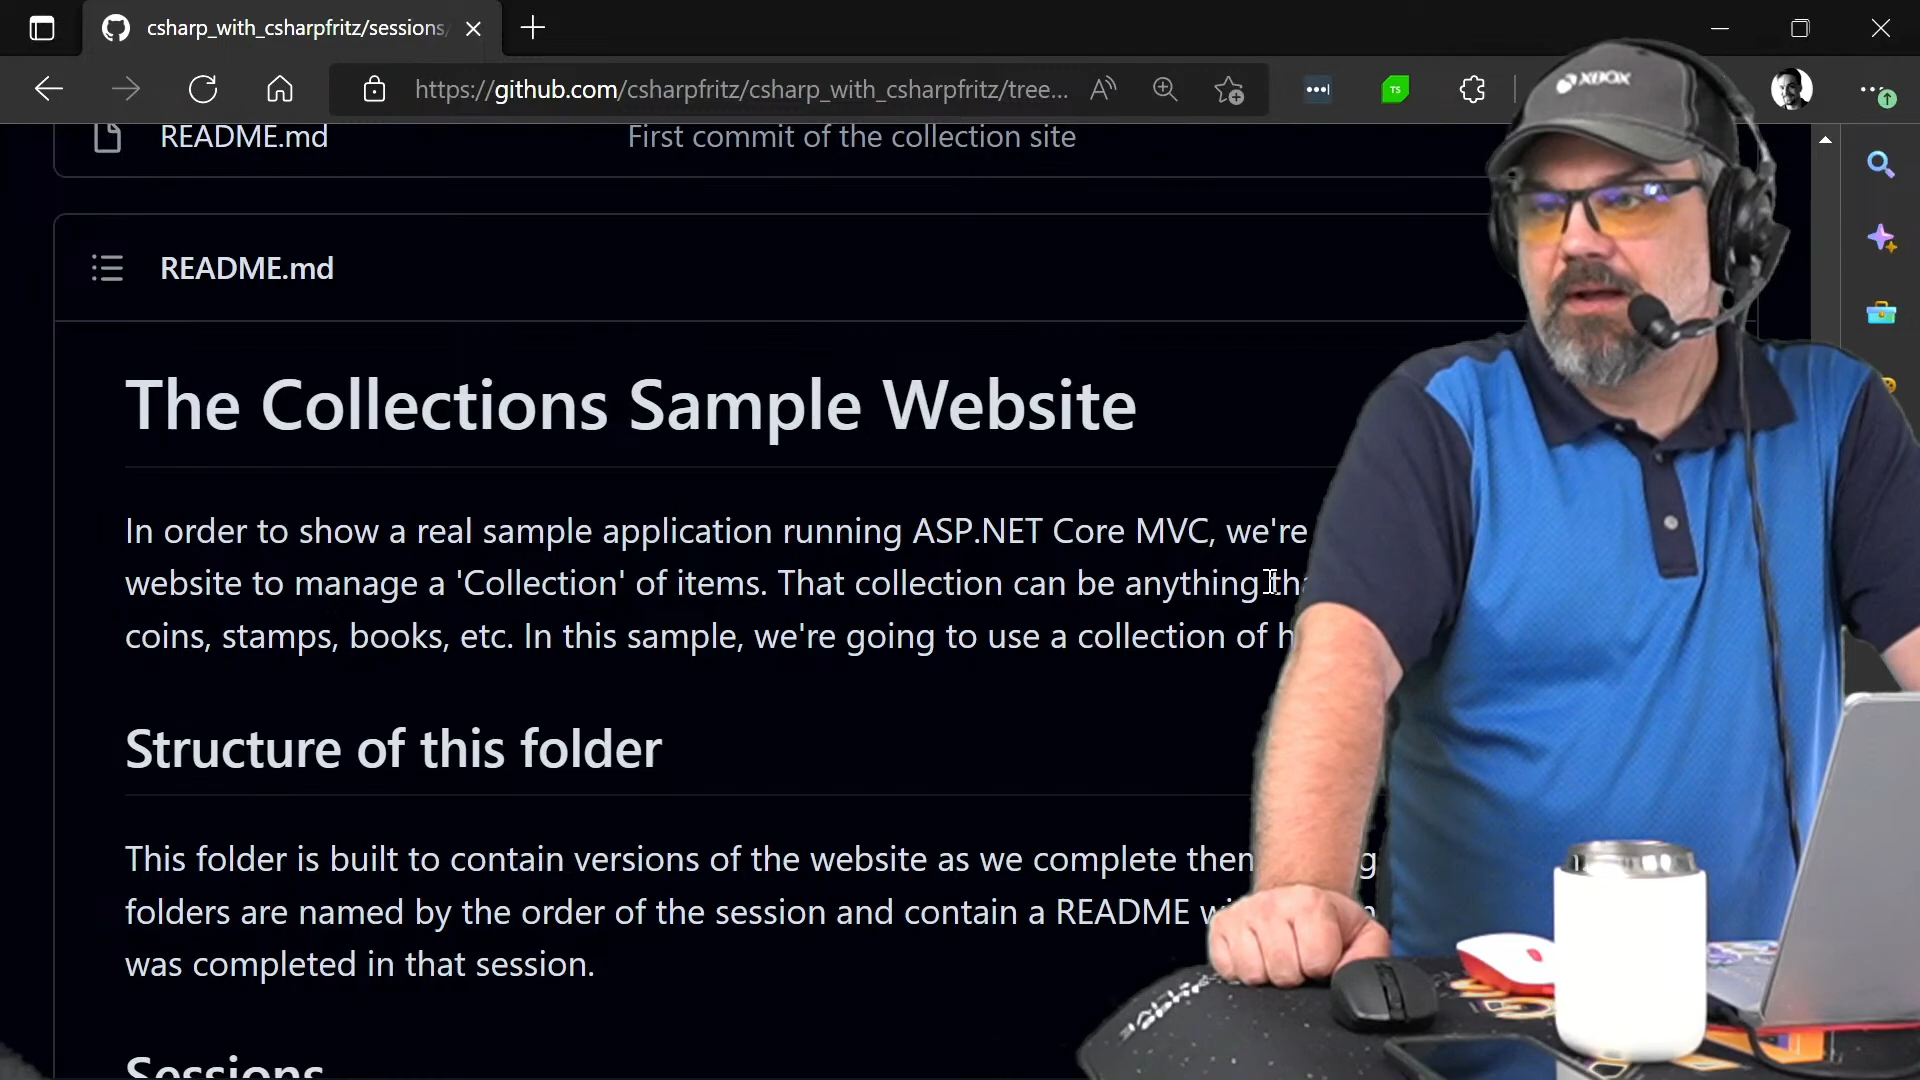 csharp_with_csharpfritz/sessions/
https://github.com/csharpfritz/csharp_with_csharpfritz/tree...
TS
XBOX
README.md
First commit of the collection site
README.md
The Collections Sample Website
In order to show a real sample application running ASP.NET Core MVC, we're
website to manage a 'Collection' of items. That collection can be anything
coins, stamps, books, etc. In this sample, we're going to use a collection of
Structure of this folder
This folder is built to contain versions of the website as we complete
folders are named by the order of the session and contain a README
was completed in that session.
Sessions